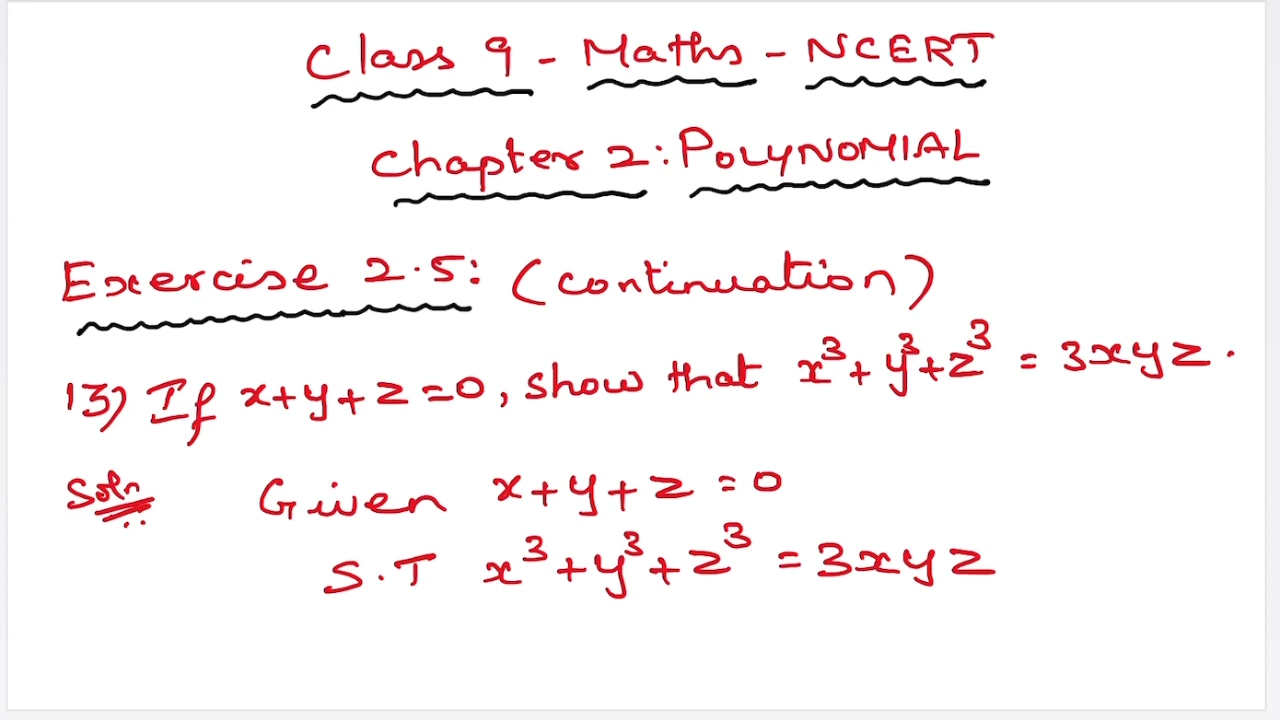 Class 9 - Maths - NCERT
Chapter 2: POLYNOMIAL
Exercise 2.5: (continuation)
13) If x+y+z=0, show that x³+y³+z³ = 3xyz.
Soln Given x+y+z=0
S.T x³+y³+z³ = 3xyz